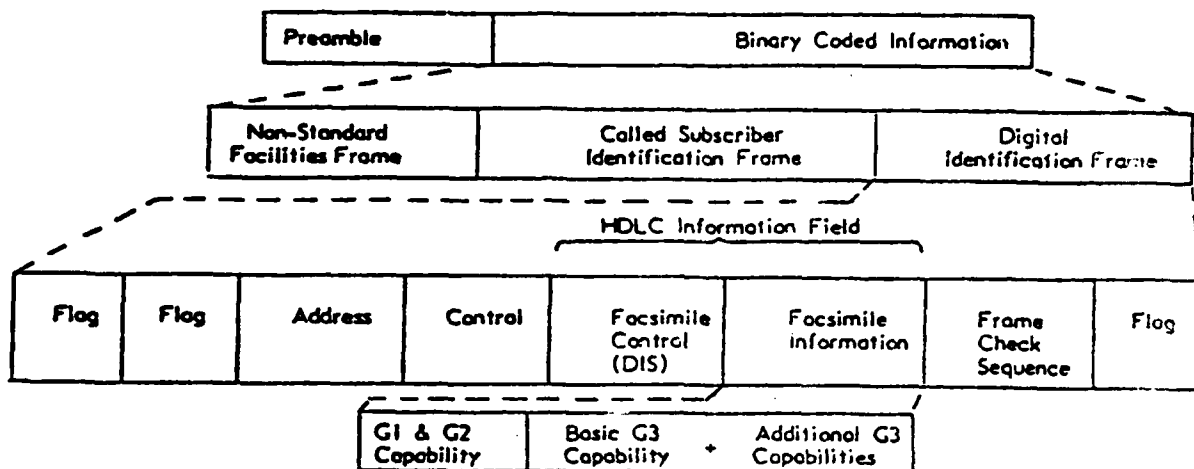 Preamble
Binary Coded Information
Non-Standard
Facilities Frame
Called Subscriber
Identification Frame
Digital
Identification Frame
HDLC Information Field
Flag
Flag
Address
Control
Facsimile
Control
(DIS)
Facsimile
information
Frame
Check
Sequence
Flag
G1 & G2
Capability
Basic G3
Capability
+
Additional G3
Capabilities